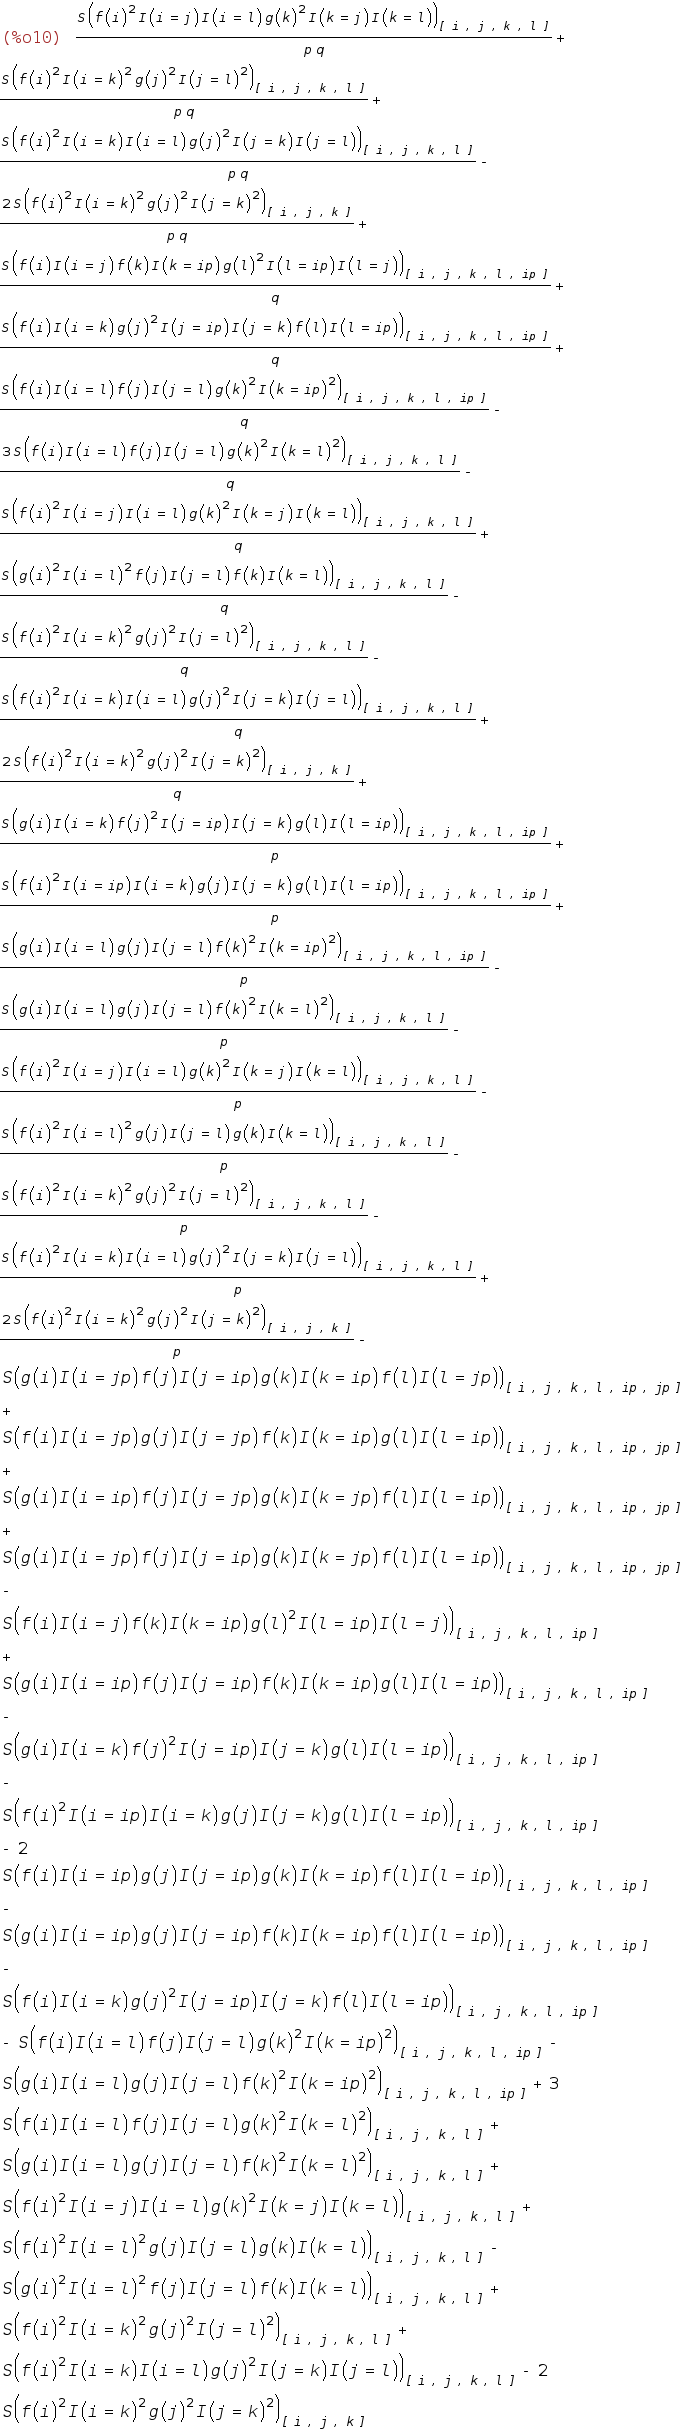 (%o10) S(f(i)^2 I(i=j) I(i=l) g(k)^2 I(k=j) I(k=l))_[i, j, k, l] / (p q) +
S(f(i)^2 I(i=k)^2 g(j)^2 I(j=l)^2)_[i, j, k, l] / (p q) +
S(f(i)^2 I(i=k) I(i=l) g(j)^2 I(j=k) I(j=l))_[i, j, k, l] / (p q) -
2 S(f(i)^2 I(i=k)^2 g(j)^2 I(j=k)^2)_[i, j, k] / (p q) +
S(f(i) I(i=j) f(k) I(k=ip) g(l)^2 I(l=ip) I(l=j))_[i, j, k, l, ip] / q +
S(f(i) I(i=k) g(j)^2 I(j=ip) I(j=k) f(l) I(l=ip))_[i, j, k, l, ip] / q +
S(f(i) I(i=l) f(j) I(j=l) g(k)^2 I(k=ip)^2)_[i, j, k, l, ip] / q -
3 S(f(i) I(i=l) f(j) I(j=l) g(k)^2 I(k=l)^2)_[i, j, k, l] / q -
S(f(i)^2 I(i=j) I(i=l) g(k)^2 I(k=j) I(k=l))_[i, j, k, l] / q +
S(g(i)^2 I(i=l)^2 f(j) I(j=l) f(k) I(k=l))_[i, j, k, l] / q -
S(f(i)^2 I(i=k)^2 g(j)^2 I(j=l)^2)_[i, j, k, l] / q -
S(f(i)^2 I(i=k) I(i=l) g(j)^2 I(j=k) I(j=l))_[i, j, k, l] / q +
2 S(f(i)^2 I(i=k)^2 g(j)^2 I(j=k)^2)_[i, j, k] / q +
S(g(i) I(i=k) f(j)^2 I(j=ip) I(j=k) g(l) I(l=ip))_[i, j, k, l, ip] / p +
S(f(i)^2 I(i=ip) I(i=k) g(j) I(j=k) g(l) I(l=ip))_[i, j, k, l, ip] / p +
S(g(i) I(i=l) g(j) I(j=l) f(k)^2 I(k=ip)^2)_[i, j, k, l, ip] / p -
S(g(i) I(i=l) g(j) I(j=l) f(k)^2 I(k=l)^2)_[i, j, k, l] / p -
S(f(i)^2 I(i=j) I(i=l) g(k)^2 I(k=j) I(k=l))_[i, j, k, l] / p -
S(f(i)^2 I(i=l)^2 g(j) I(j=l) g(k) I(k=l))_[i, j, k, l] / p -
S(f(i)^2 I(i=k)^2 g(j)^2 I(j=l)^2)_[i, j, k, l] / p -
S(f(i)^2 I(i=k) I(i=l) g(j)^2 I(j=k) I(j=l))_[i, j, k, l] / p +
2 S(f(i)^2 I(i=k)^2 g(j)^2 I(j=k)^2)_[i, j, k] / p -
S(g(i) I(i=jp) f(j) I(j=ip) g(k) I(k=ip) f(l) I(l=jp))_[i, j, k, l, ip, jp]
+
S(f(i) I(i=jp) g(j) I(j=jp) f(k) I(k=ip) g(l) I(l=ip))_[i, j, k, l, ip, jp]
+
S(g(i) I(i=ip) f(j) I(j=jp) g(k) I(k=jp) f(l) I(l=ip))_[i, j, k, l, ip, jp]
+
S(g(i) I(i=jp) f(j) I(j=ip) g(k) I(k=jp) f(l) I(l=ip))_[i, j, k, l, ip, jp]
-
S(f(i) I(i=j) f(k) I(k=ip) g(l)^2 I(l=ip) I(l=j))_[i, j, k, l, ip]
+
S(g(i) I(i=ip) f(j) I(j=ip) f(k) I(k=ip) g(l) I(l=ip))_[i, j, k, l, ip]
-
S(g(i) I(i=k) f(j)^2 I(j=ip) I(j=k) g(l) I(l=ip))_[i, j, k, l, ip]
-
S(f(i)^2 I(i=ip) I(i=k) g(j) I(j=k) g(l) I(l=ip))_[i, j, k, l, ip]
- 2
S(f(i) I(i=ip) g(j) I(j=ip) g(k) I(k=ip) f(l) I(l=ip))_[i, j, k, l, ip]
-
S(g(i) I(i=ip) g(j) I(j=ip) f(k) I(k=ip) f(l) I(l=ip))_[i, j, k, l, ip]
-
S(f(i) I(i=k) g(j)^2 I(j=ip) I(j=k) f(l) I(l=ip))_[i, j, k, l, ip]
- S(f(i) I(i=l) f(j) I(j=l) g(k)^2 I(k=ip)^2)_[i, j, k, l, ip] -
S(g(i) I(i=l) g(j) I(j=l) f(k)^2 I(k=ip)^2)_[i, j, k, l, ip] + 3
S(f(i) I(i=l) f(j) I(j=l) g(k)^2 I(k=l)^2)_[i, j, k, l] +
S(g(i) I(i=l) g(j) I(j=l) f(k)^2 I(k=l)^2)_[i, j, k, l] +
S(f(i)^2 I(i=j) I(i=l) g(k)^2 I(k=j) I(k=l))_[i, j, k, l] +
S(f(i)^2 I(i=l)^2 g(j) I(j=l) g(k) I(k=l))_[i, j, k, l] -
S(g(i)^2 I(i=l)^2 f(j) I(j=l) f(k) I(k=l))_[i, j, k, l] +
S(f(i)^2 I(i=k)^2 g(j)^2 I(j=l)^2)_[i, j, k, l] +
S(f(i)^2 I(i=k) I(i=l) g(j)^2 I(j=k) I(j=l))_[i, j, k, l] - 2
S(f(i)^2 I(i=k)^2 g(j)^2 I(j=k)^2)_[i, j, k]